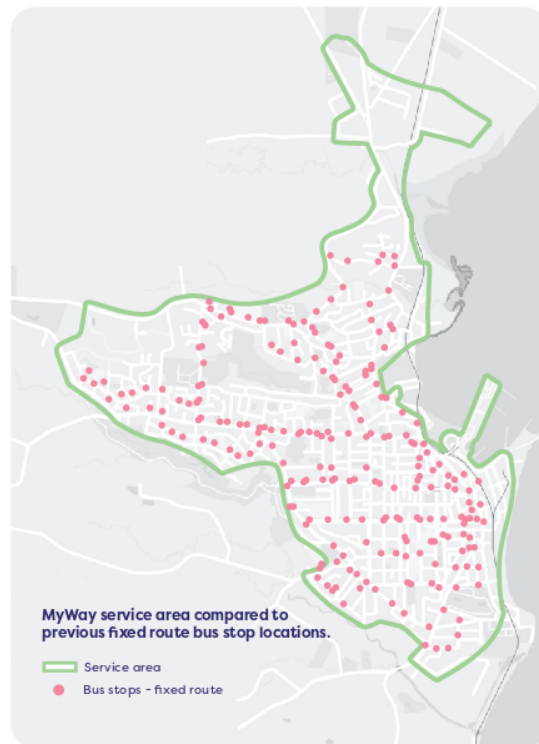 MyWay service area compared to
previous fixed route bus stop locations.
Service area
Bus stops - fixed route